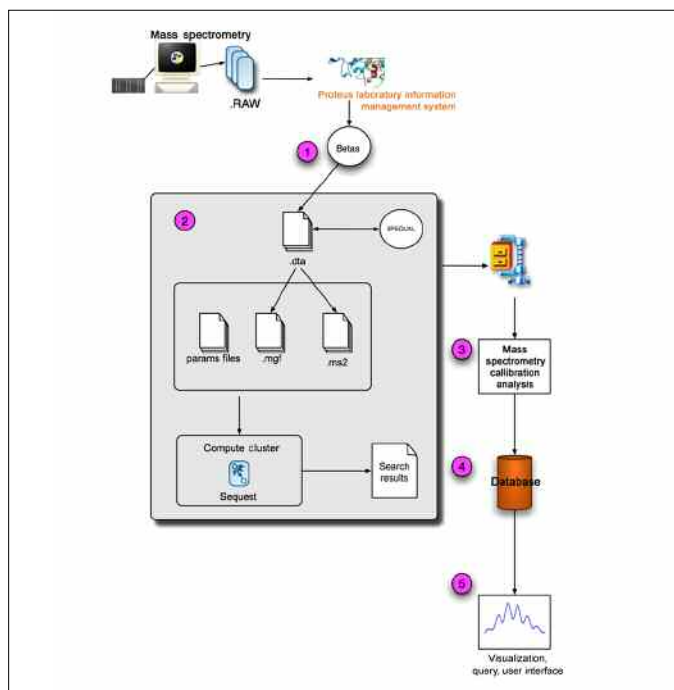 Mass spectrometry
.RAW
Proteus laboratory information
management system
1
Betas
2
SPEQUAL
.dta
params files
.mgf
.ms2
Compute cluster
Sequest
Search
results
3
Mass
spectrometry
callibration
analysis
4
Database
5
Visualization,
query, user interface